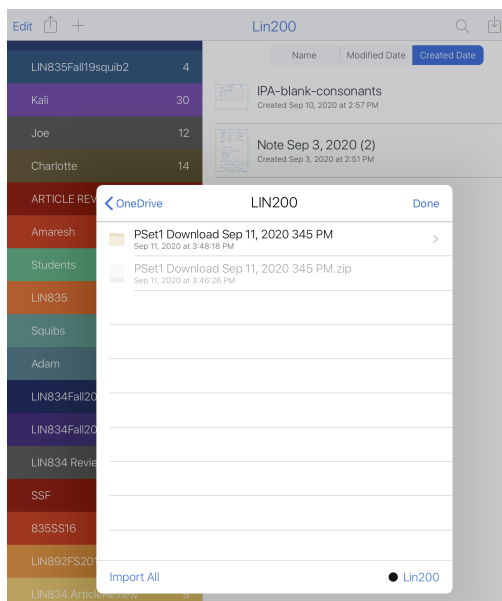 Edit
Lin200
Name Modified Date Created Date
LIN835Fall19squib2 4
Kali 30
Joe 12
Charlotte 14
ARTICLE REV
Amaresh
Students
LIN835
Squibs
Adam
LIN834Fall20
LIN834Fall20
LIN834 Revie
SSF
835SS16
LIN892FS201
LIN834 ArticleReview 9
IPA-blank-consonants
Created Sep 10, 2020 at 2:57 PM
Note Sep 3, 2020 (2)
Created Sep 3, 2020 at 2:51 PM
OneDrive LIN200 Done
PSet1 Download Sep 11, 2020 345 PM
Sep 11, 2020 at 3:48:18 PM
PSet1 Download Sep 11, 2020 345 PM.zip
Sep 11, 2020 at 3:46:26 PM
Import All Lin200